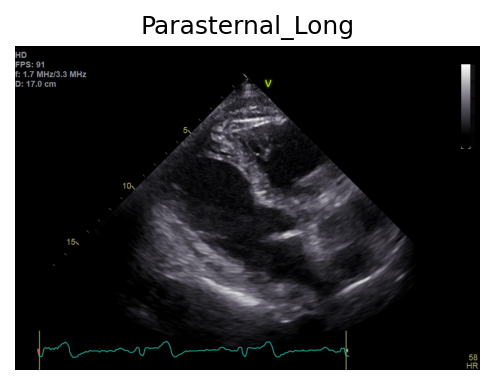 Parasternal_Long
HD
FPS: 91
f: 1.7 MHz/3.3 MHz
D: 17.0 cm
V
5
10
15
58
HR